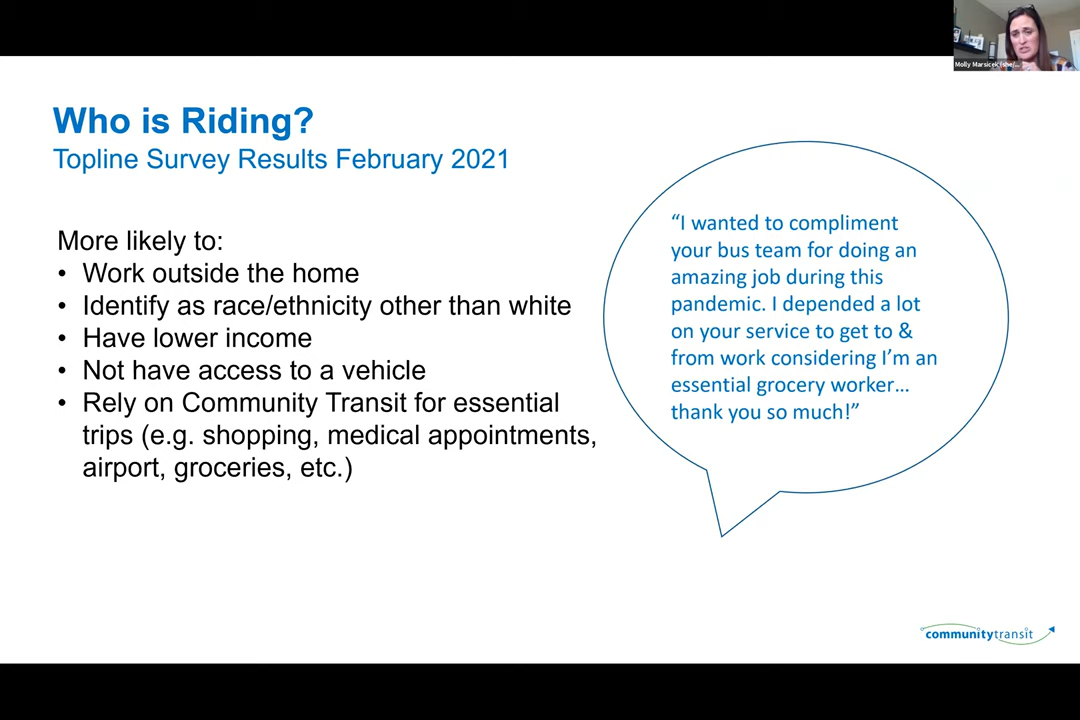 Molly Marsicek (she/...
Who is Riding?
Topline Survey Results February 2021
More likely to:
• Work outside the home
• Identify as race/ethnicity other than white
• Have lower income
• Not have access to a vehicle
• Rely on Community Transit for essential
trips (e.g. shopping, medical appointments,
airport, groceries, etc.)
“I wanted to compliment
your bus team for doing an
amazing job during this
pandemic. I depended a lot
on your service to get to &
from work considering I’m an
essential grocery worker…
thank you so much!”
communitytransit